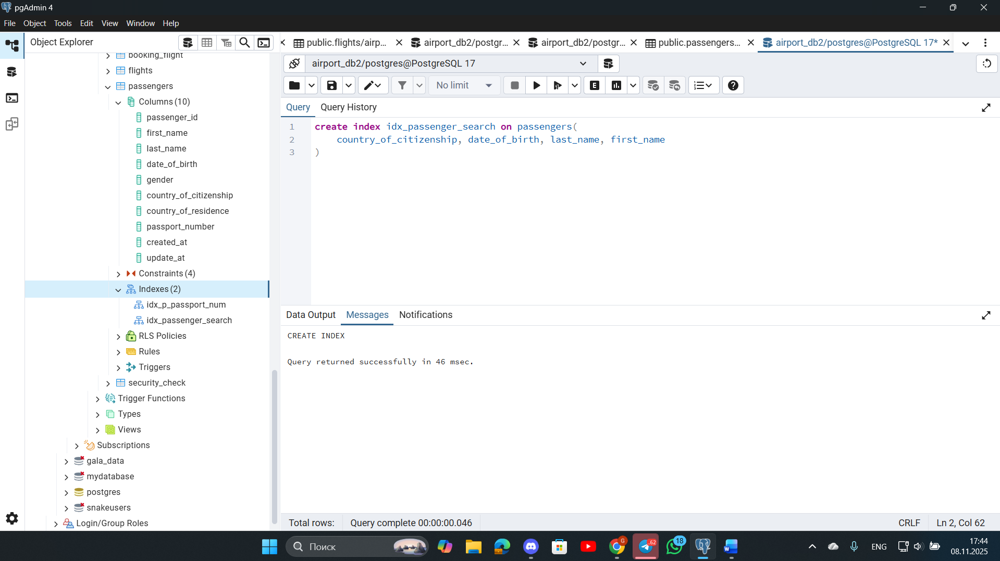 pgAdmin 4
File Object Tools Edit View Window Help
Object Explorer
public.flights/airp... airport_db2/postgr... airport_db2/postgr... public.passengers... airport_db2/postgres@PostgreSQL 17*
booking_flight
flights
passengers
Columns (10)
passenger_id
first_name
last_name
date_of_birth
gender
country_of_citizenship
country_of_residence
passport_number
created_at
update_at
Constraints (4)
Indexes (2)
idx_p_passport_num
idx_passenger_search
RLS Policies
Rules
Triggers
security_check
Trigger Functions
Types
Views
Subscriptions
gala_data
mydatabase
postgres
snakeusers
Login/Group Roles
airport_db2/postgres@PostgreSQL 17
No limit
E
Query Query History
1 create index idx_passenger_search on passengers(
2 country_of_citizenship, date_of_birth, last_name, first_name
3 )
Data Output Messages Notifications
CREATE INDEX
Query returned successfully in 46 msec.
Total rows: Query complete 00:00:00.046 CRLF Ln 2, Col 62
Поиск G .62 18 W ENG 17:44
08.11.2025